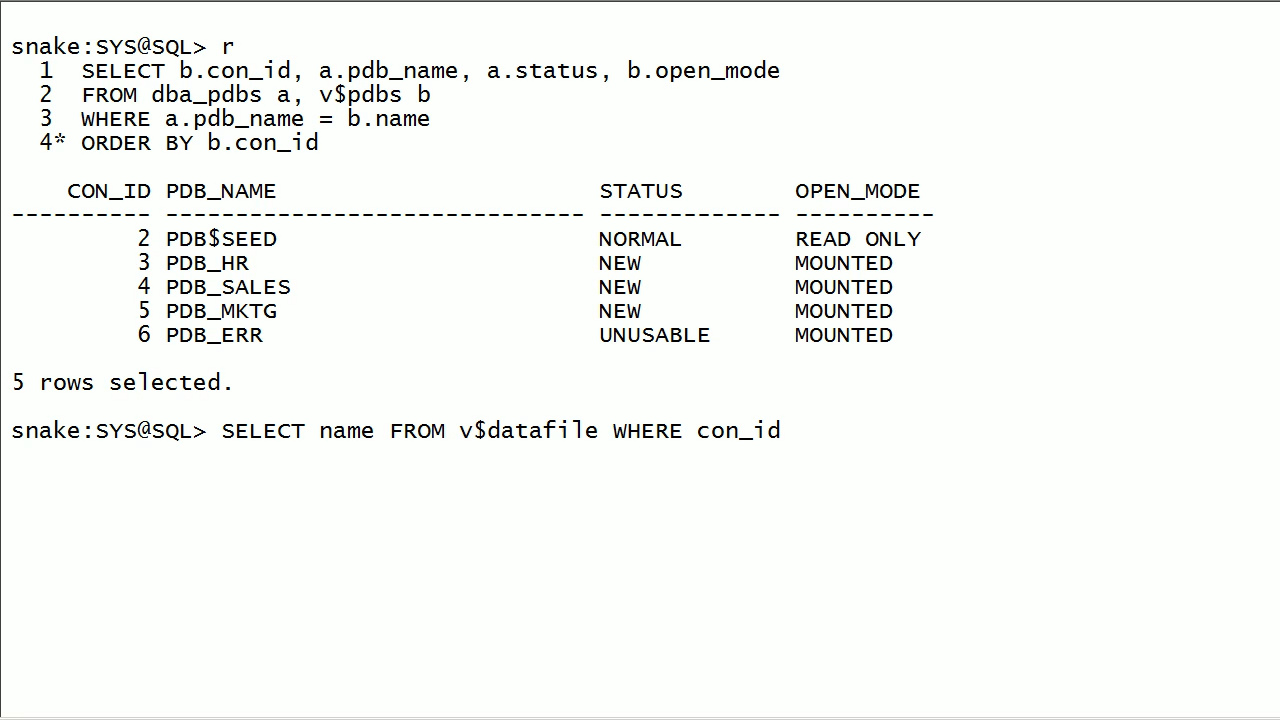 snake:SYS@SQL> r
  1  SELECT b.con_id, a.pdb_name, a.status, b.open_mode
  2  FROM dba_pdbs a, v$pdbs b
  3  WHERE a.pdb_name = b.name
  4* ORDER BY b.con_id
    CON_ID PDB_NAME                       STATUS        OPEN_MODE
---------- ------------------------------ ------------- ----------
         2 PDB$SEED                       NORMAL        READ ONLY
         3 PDB_HR                         NEW           MOUNTED
         4 PDB_SALES                      NEW           MOUNTED
         5 PDB_MKTG                       NEW           MOUNTED
         6 PDB_ERR                        UNUSABLE      MOUNTED
5 rows selected.
snake:SYS@SQL> SELECT name FROM v$datafile WHERE con_id